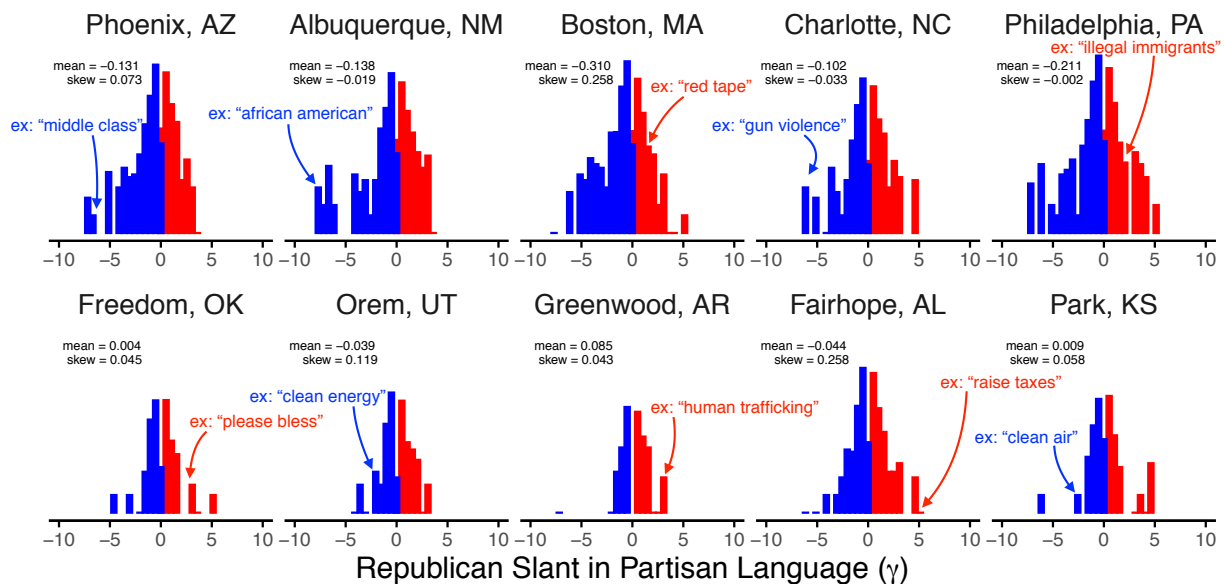 Phoenix, AZ
mean = −0.131
skew = 0.073
ex: “middle class”
−10 −5 0 5 10
Albuquerque, NM
mean = −0.138
skew = −0.019
ex: “african american”
−10 −5 0 5 10
Boston, MA
mean = −0.310
skew = 0.258
ex: “red tape”
−10 −5 0 5 10
Charlotte, NC
mean = −0.102
skew = −0.033
ex: “gun violence”
−10 −5 0 5 10
Philadelphia, PA
mean = −0.211
skew = −0.002
ex: “illegal immigrants”
−10 −5 0 5 10
Freedom, OK
mean = 0.004
skew = 0.045
ex: “please bless”
−10 −5 0 5 10
Orem, UT
mean = −0.039
skew = 0.119
ex: “clean energy”
−10 −5 0 5 10
Greenwood, AR
mean = 0.085
skew = 0.043
ex: “human trafficking”
−10 −5 0 5 10
Fairhope, AL
mean = −0.044
skew = 0.258
ex: “raise taxes”
−10 −5 0 5 10
Park, KS
mean = 0.009
skew = 0.058
ex: “clean air”
−10 −5 0 5 10
Republican Slant in Partisan Language (γ)